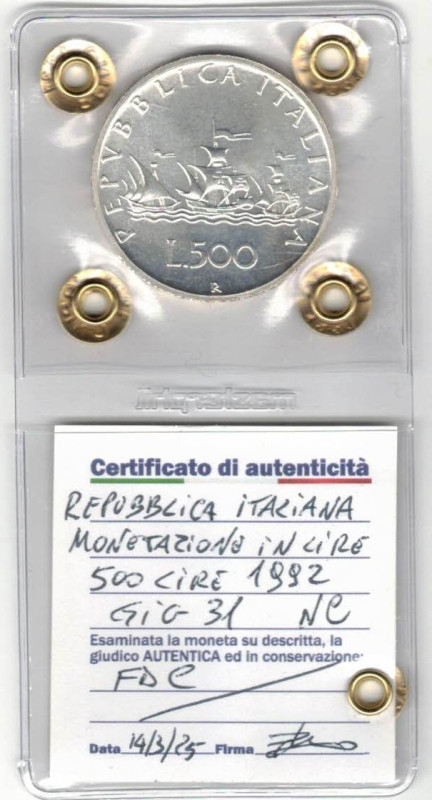 REPVBBLICA ITALIANA
L.500
R
Certificato di autenticità
REPUBBLICA ITALIANA
MONETAZIONE IN LIRE
500 LIRE 1992
GIG 31 NC
Esaminata la moneta su descritta, la
giudico AUTENTICA ed in conservazione:
FDC
Data 14/3/25 Firma